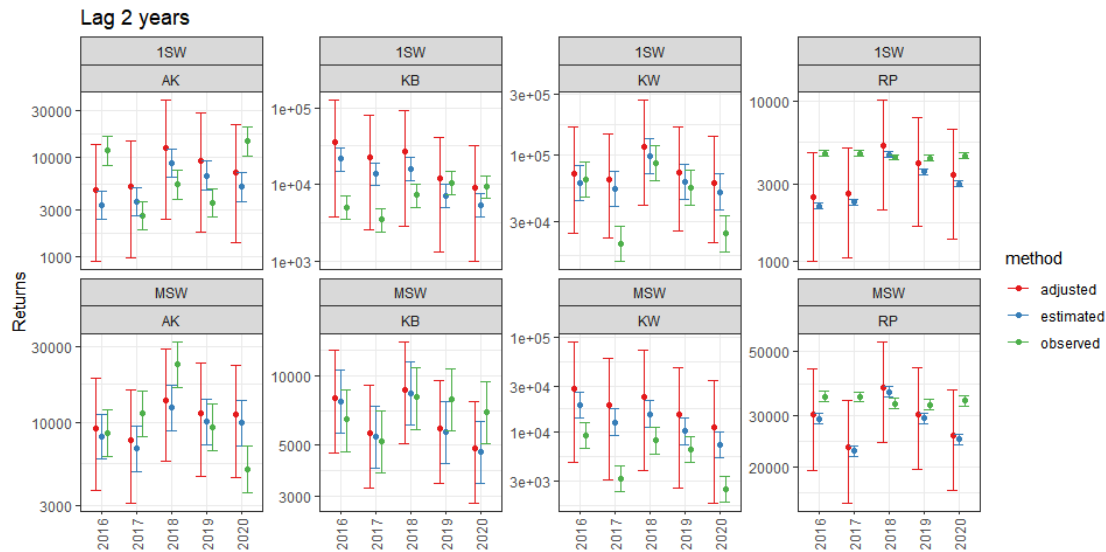 Lag 2 years
1SW 1SW 1SW 1SW
AK KB KW RP
30000
10000
3000
1000
1e+05
1e+04
1e+03
3e+05
1e+05
3e+04
10000
3000
1000
Returns
MSW MSW MSW MSW
AK KB KW RP
30000
10000
3000
10000
5000
3000
1e+05
3e+04
1e+04
3e+03
50000
30000
20000
2016 2017 2018 2019 2020 2016 2017 2018 2019 2020 2016 2017 2018 2019 2020 2016 2017 2018 2019 2020
method
adjusted
estimated
observed